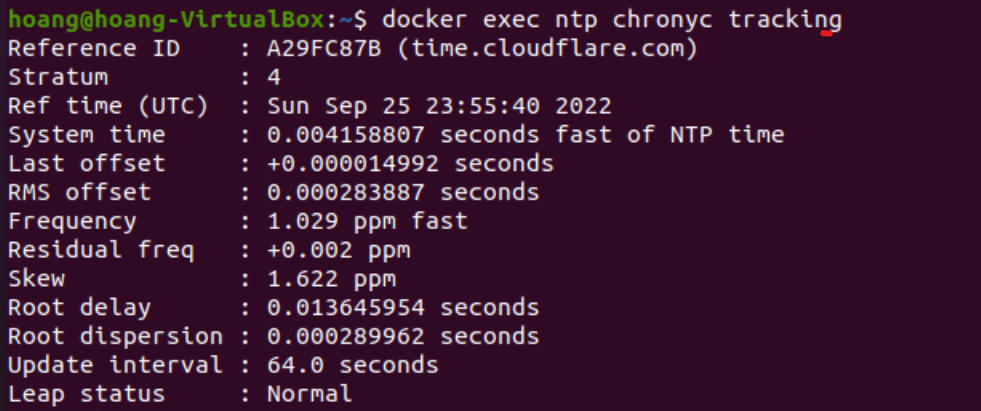 hoang@hoang-VirtualBox:~$ docker exec ntp chronyc tracking
Reference ID    : A29FC87B (time.cloudflare.com)
Stratum         : 4
Ref time (UTC)  : Sun Sep 25 23:55:40 2022
System time     : 0.004158807 seconds fast of NTP time
Last offset     : +0.000014992 seconds
RMS offset      : 0.000283887 seconds
Frequency       : 1.029 ppm fast
Residual freq   : +0.002 ppm
Skew            : 1.622 ppm
Root delay      : 0.013645954 seconds
Root dispersion : 0.000289962 seconds
Update interval : 64.0 seconds
Leap status     : Normal